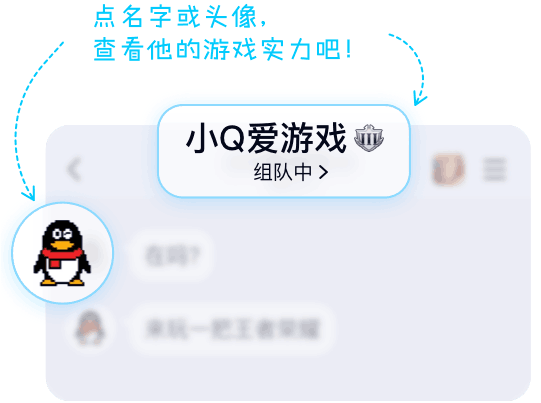 点名字或头像，
查看他的游戏实力吧！
小Q爱游戏
组队中
在吗？
来玩一把王者荣耀